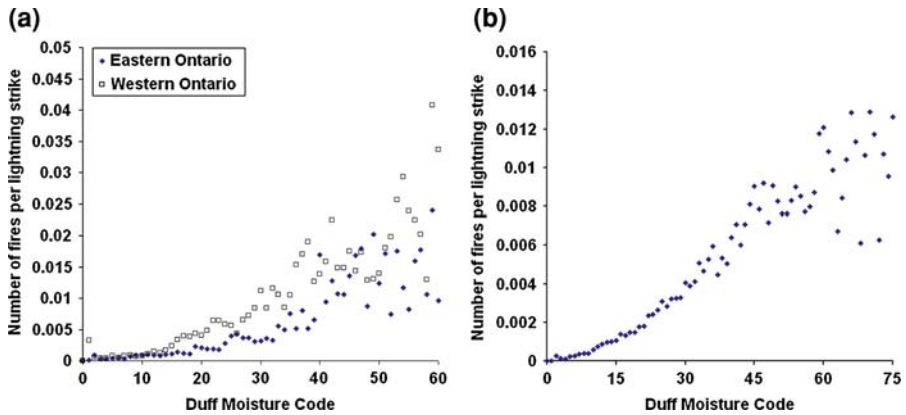 (a)
Number of fires per lightning strike
0.05
0.045
0.04
0.035
0.03
0.025
0.02
0.015
0.01
0.005
0
Eastern Ontario
Western Ontario
0 10 20 30 40 50 60
Duff Moisture Code
(b)
Number of fires per lightning strike
0.016
0.014
0.012
0.010
0.008
0.006
0.004
0.002
0
0 15 30 45 60 75
Duff Moisture Code